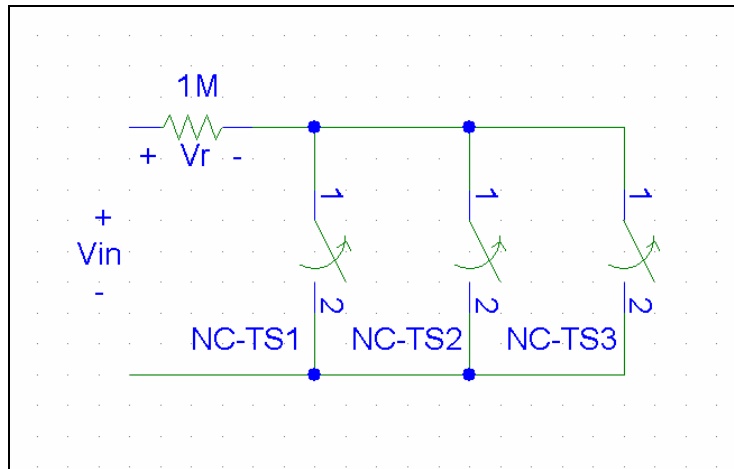 1M
+ Vr -
+
Vin
-
1 1 1
2 2 2
NC-TS1 NC-TS2 NC-TS3